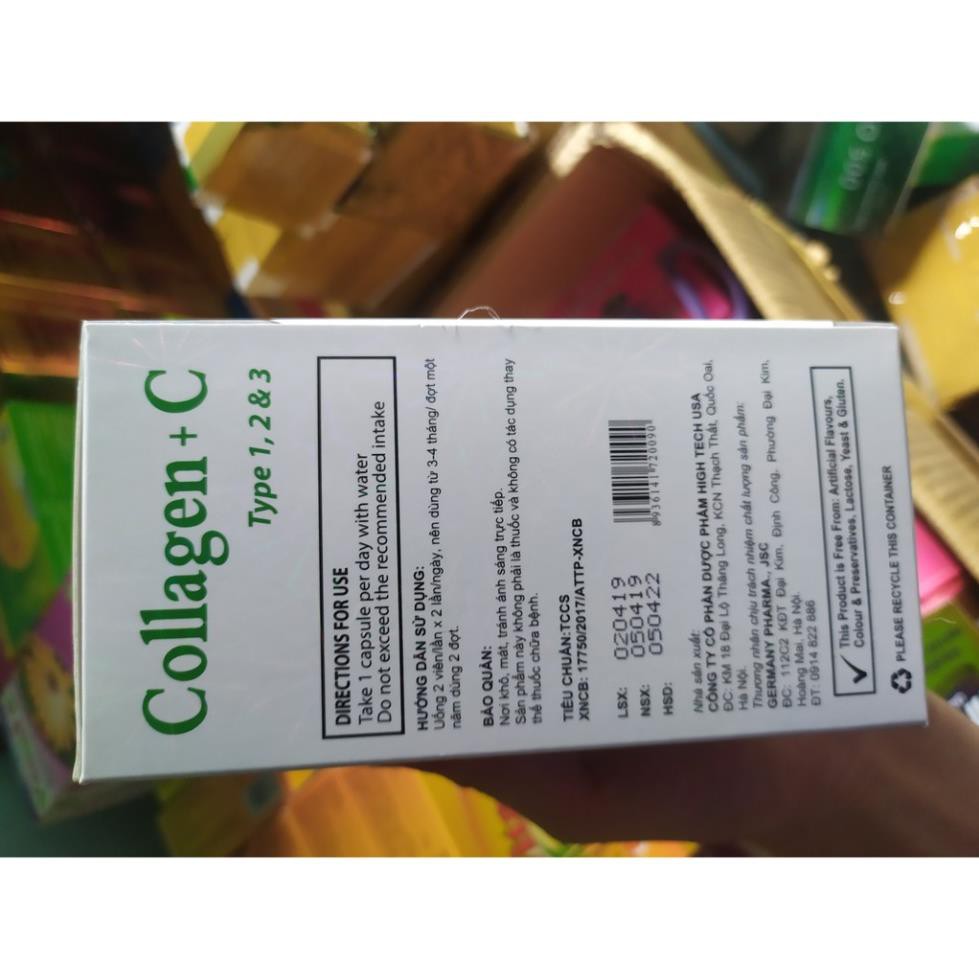 Collagen + C
Type 1, 2 & 3
DIRECTIONS FOR USE
Take 1 capsule per day with water
Do not exceed the recommended intake
HƯỚNG DẪN SỬ DỤNG:
Uống 2 viên/lần x 2 lần/ngày, nên dùng từ 3-4 tháng/ đợt một
năm dùng 2 đợt.
BẢO QUẢN:
Nơi khô, mát, tránh ánh sáng trực tiếp.
Sản phẩm này không phải là thuốc và không có tác dụng thay
thế thuốc chữa bệnh.
TIÊU CHUẨN:TCCS
XNCB: 17750/2017/ATTP-XNCB
LSX: 020419
NSX: 050419
HSD: 050422
8936141720090
Nhà sản xuất:
CÔNG TY CỔ PHẦN DƯỢC PHẨM HIGH TECH USA
ĐC: KM 18 Đại Lộ Thăng Long, KCN Thạch Thất, Quốc Oai,
Hà Nội.
Thương nhân chịu trách nhiệm chất lượng sản phẩm:
GERMANY PHARMA., JSC
ĐC: 112C2 KĐT Đại Kim, Định Công, Phường Đại Kim,
Hoàng Mai, Hà Nội.
ĐT: 0914 822 886
✓ This Product is Free From: Artificial Flavours,
Colour & Preservatives, Lactose, Yeast & Gluten.
♻ PLEASE RECYCLE THIS CONTAINER